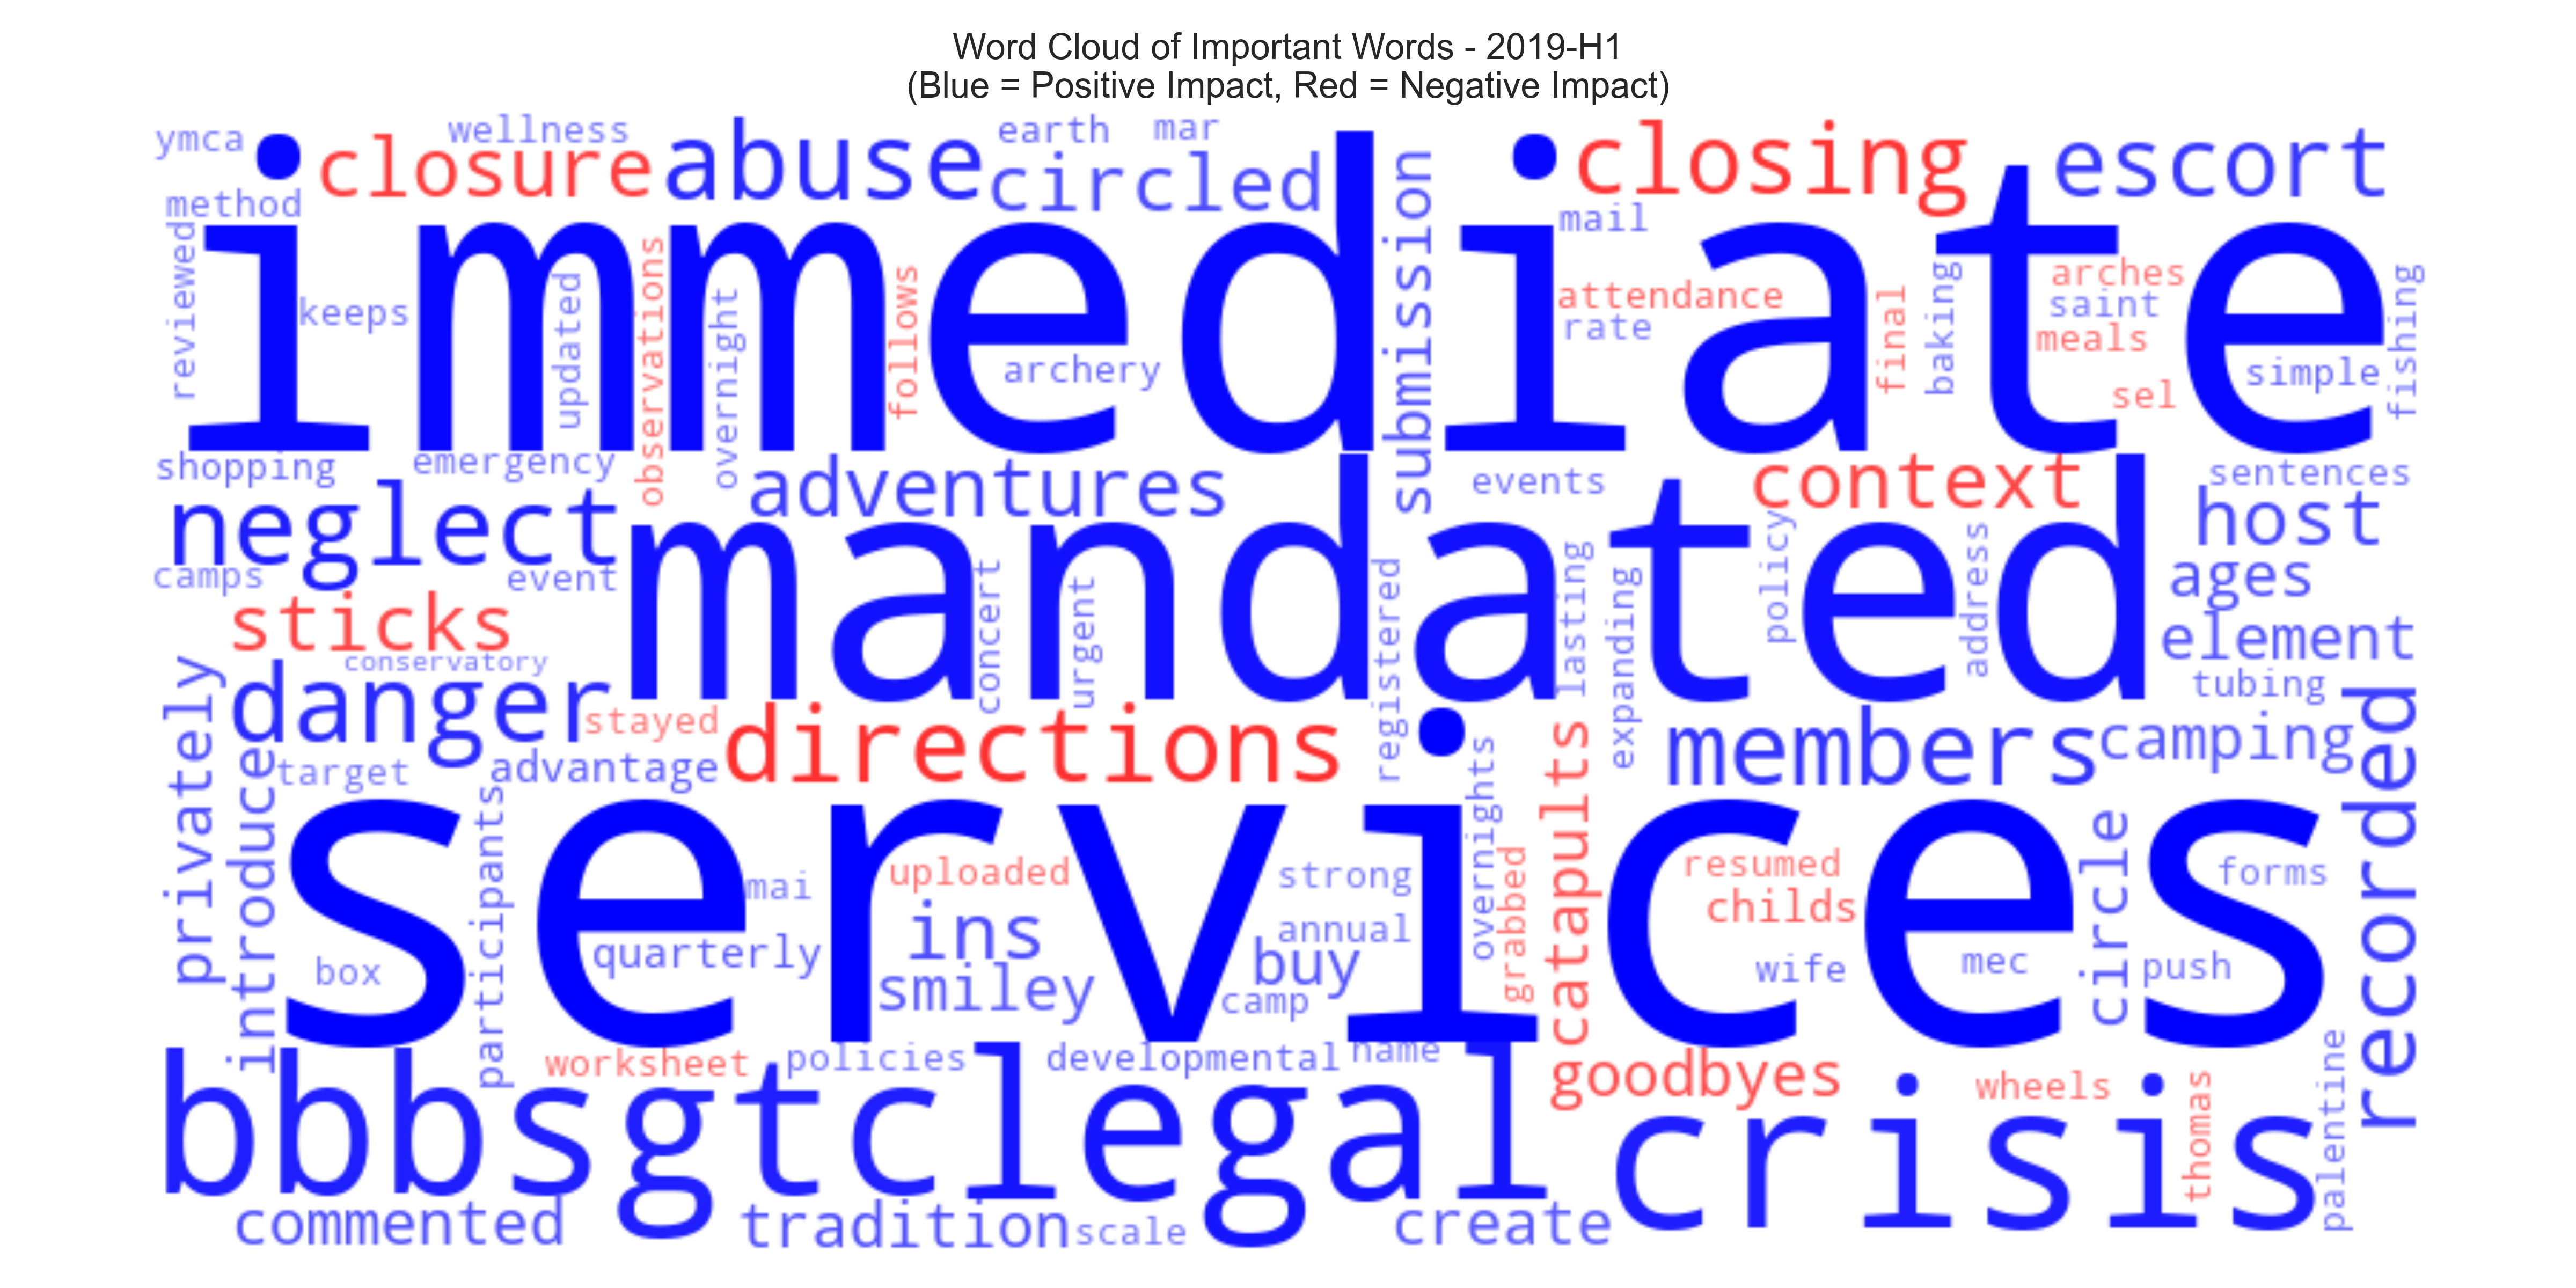 Word Cloud of Important Words - 2019-H1
(Blue = Positive Impact, Red = Negative Impact)
ymca
wellness
earth
mar
closure
abuse
circled
closing
escort
method
mail
immediate
submission
reviewed
keeps
updated
observations
overnight
follows
archery
attendance
rate
final
baking
arches
saint
meals
sel
simple
fishing
shopping
emergency
adventures
events
context
sentences
neglect
host
camps
event
mandated
concert
urgent
registered
lasting
expanding
policy
address
ages
sticks
element
conservatory
danger
tubing
privately
introduce
stayed
directions
members
camping
recorded
target
advantage
participants
services
overnights
grabbed
catapults
circle
mai
uploaded
strong
resumed
childs
forms
ins
annual
quarterly
buy
box
smiley
camp
wife
mec
push
worksheet
policies
developmental
name
goodbyes
wheels
thomas
palentine
bbbsgtc
legal
crisis
commented
tradition
scale
create